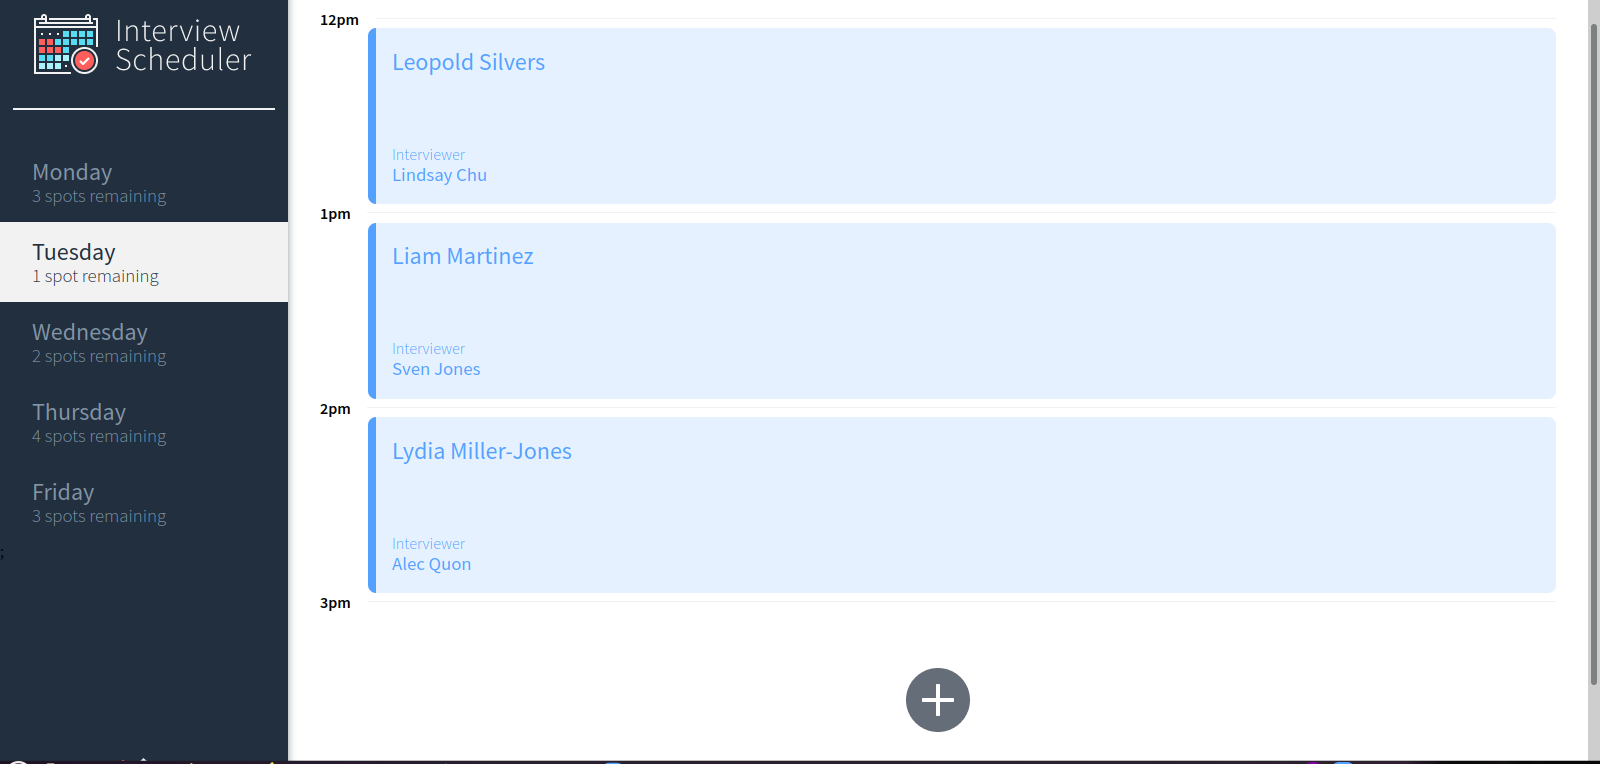 Interview
Scheduler
Monday
3 spots remaining
Tuesday
1 spot remaining
Wednesday
2 spots remaining
Thursday
4 spots remaining
Friday
3 spots remaining
;
12pm
Leopold Silvers
Interviewer
Lindsay Chu
1pm
Liam Martinez
Interviewer
Sven Jones
2pm
Lydia Miller-Jones
Interviewer
Alec Quon
3pm